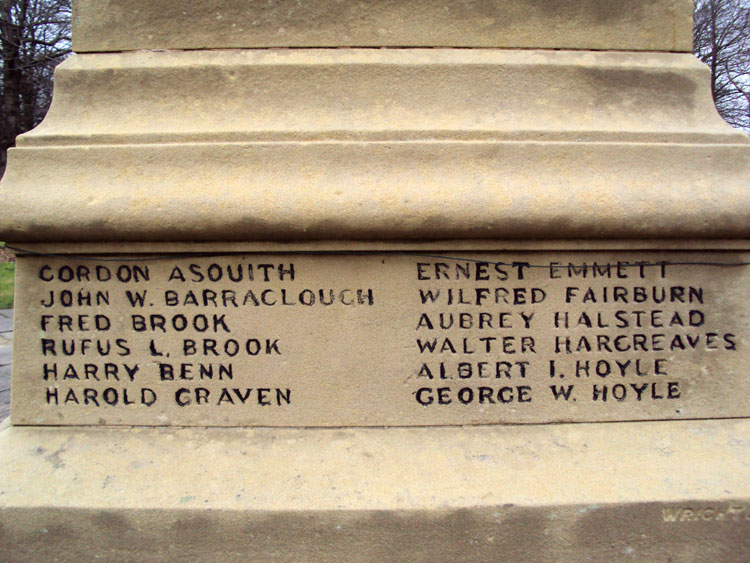 GORDON ASQUITH
JOHN W. BARRACLOUGH
FRED BROOK
RUFUS L. BROOK
HARRY BENN
HAROLD CRAVEN
ERNEST EMMETT
WILFRED FAIRBURN
AUBREY HALSTEAD
WALTER HARGREAVES
ALBERT I. HOYLE
GEORGE W. HOYLE
WRIGHT